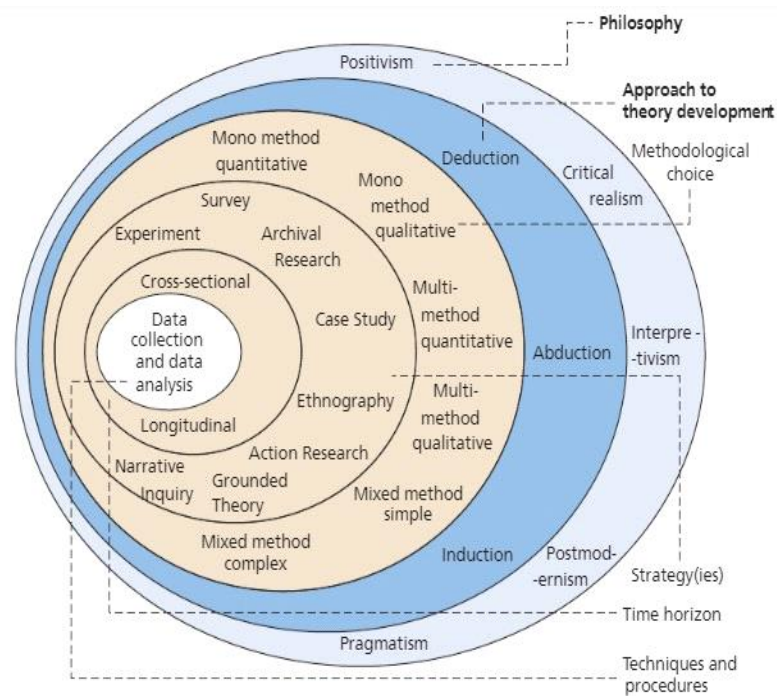 Philosophy
Positivism
Approach to
theory development
Mono method
quantitative
Deduction
Methodological
choice
Critical
realism
Mono
method
qualitative
Survey
Experiment
Archival
Research
Cross-sectional
Multi-
method
quantitative
Case Study
Data
collection
and data
analysis
Abduction
Interpre -
-tivism
Ethnography
Multi-
method
qualitative
Longitudinal
Action Research
Narrative
Inquiry
Grounded
Theory
Mixed method
simple
Mixed method
complex
Induction
Postmod-
-ernism
Strategy(ies)
Time horizon
Pragmatism
Techniques and
procedures